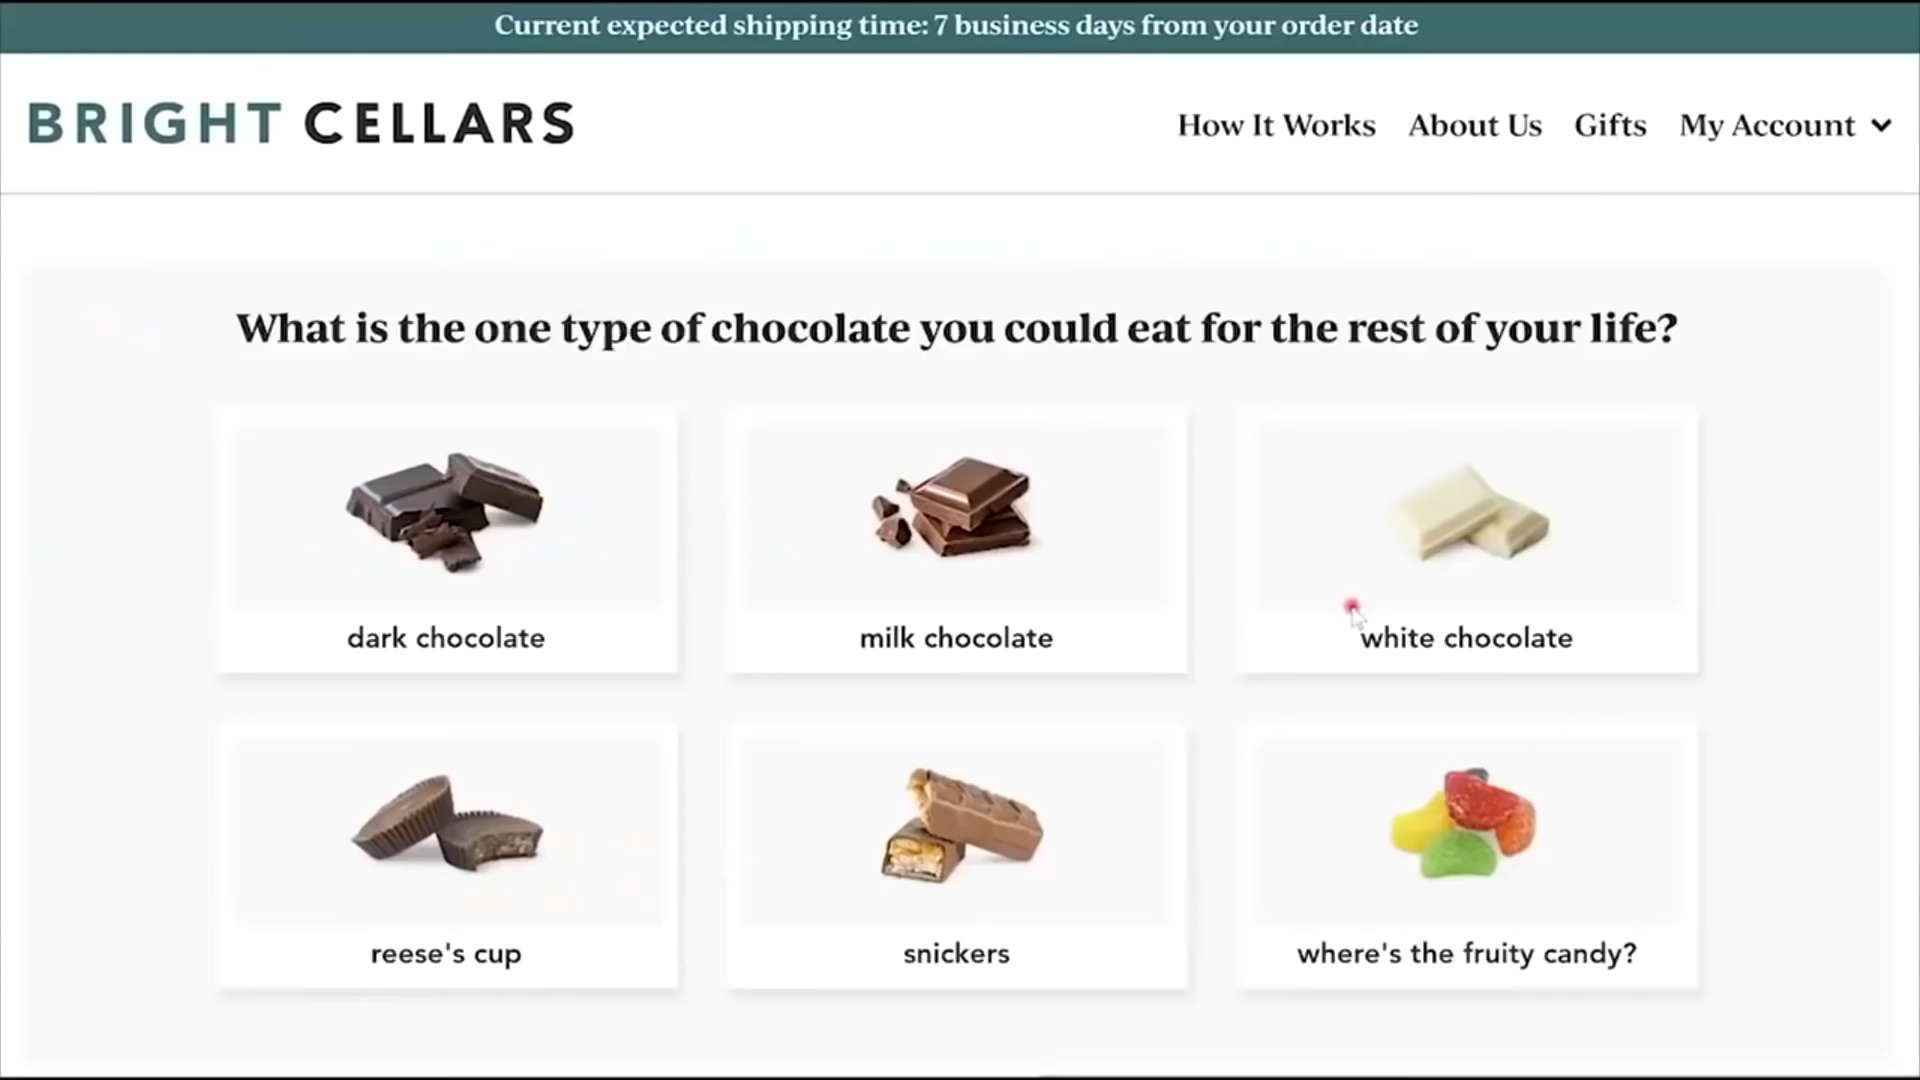 Current expected shipping time: 7 business days from your order date
BRIGHT CELLARS
How It Works
About Us
Gifts
My Account
What is the one type of chocolate you could eat for the rest of your life?
dark chocolate
milk chocolate
white chocolate
reese's cup
snickers
where's the fruity candy?